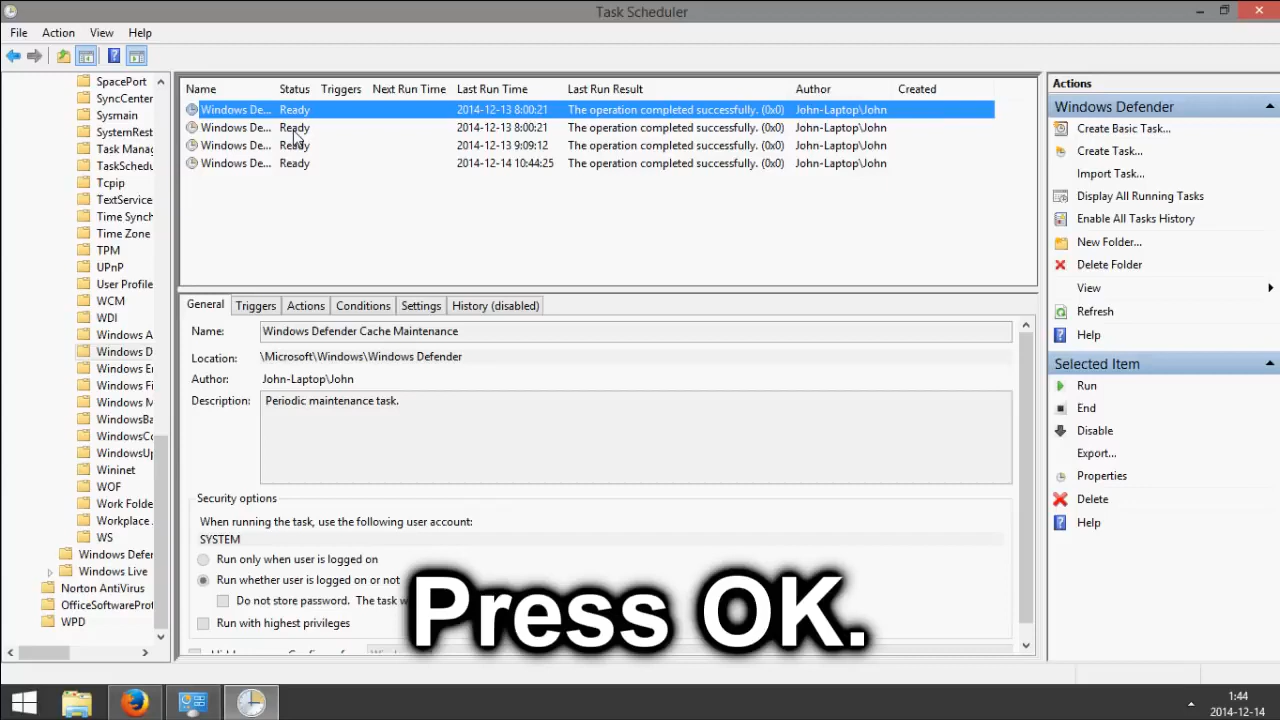 Task Scheduler
File Action View Help
Name Status Triggers Next Run Time Last Run Time Last Run Result Author Created
Windows De... Ready 2014-12-13 8:00:21 The operation completed successfully. (0x0) John-Laptop\John
Windows De... Ready 2014-12-13 8:00:21 The operation completed successfully. (0x0) John-Laptop\John
Windows De... Ready 2014-12-13 9:09:12 The operation completed successfully. (0x0) John-Laptop\John
Windows De... Ready 2014-12-14 10:44:25 The operation completed successfully. (0x0) John-Laptop\John
SpacePort
SyncCenter
Sysmain
SystemRest
Task Manag
TaskSchedu
Tcpip
TextService
Time Synch
Time Zone
TPM
UPnP
User Profile
WCM
WDI
Windows A
Windows D
Windows Er
Windows Fi
Windows M
WindowsBa
WindowsCo
WindowsUp
Wininet
WOF
Work Folde
Workplace
WS
Windows Defen
Windows Live
Norton AntiVirus
OfficeSoftwareProt
WPD
General Triggers Actions Conditions Settings History (disabled)
Name: Windows Defender Cache Maintenance
Location: \Microsoft\Windows\Windows Defender
Author: John-Laptop\John
Description: Periodic maintenance task.
Security options
When running the task, use the following user account:
SYSTEM
Run only when user is logged on
Run whether user is logged on or not
Do not store password. The task w
Run with highest privileges
Press OK.
Actions
Windows Defender
Create Basic Task...
Create Task...
Import Task...
Display All Running Tasks
Enable All Tasks History
New Folder...
Delete Folder
View
Refresh
Help
Selected Item
Run
End
Disable
Export...
Properties
Delete
Help
1:44
2014-12-14